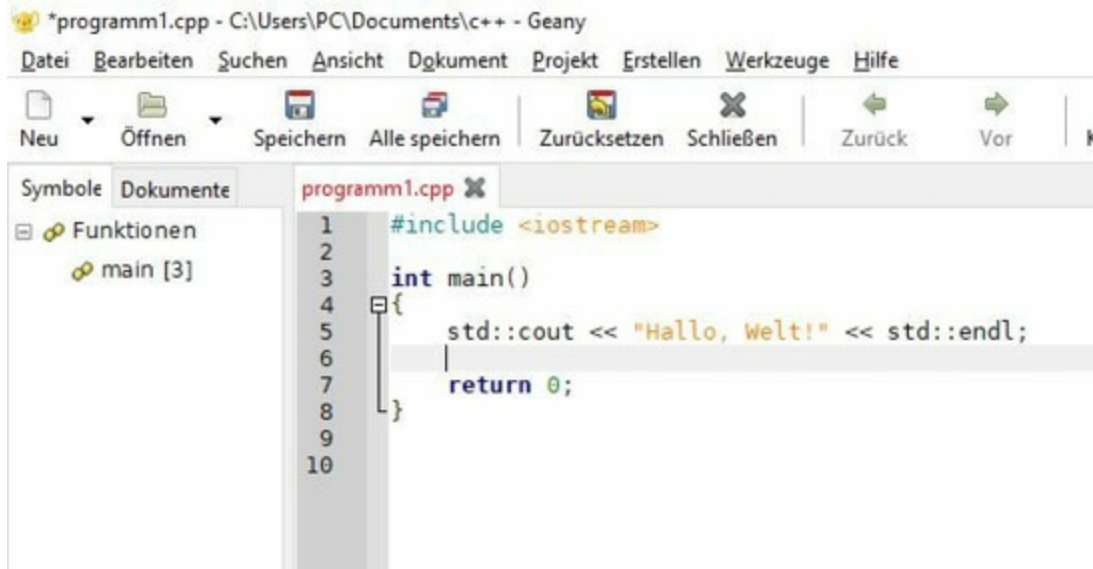 *programm1.cpp - C:\Users\PC\Documents\c++ - Geany
Datei Bearbeiten Suchen Ansicht Dokument Projekt Erstellen Werkzeuge Hilfe
Neu Öffnen Speichern Alle speichern Zurücksetzen Schließen Zurück Vor
Symbole Dokumente programm1.cpp
Funktionen
main [3]
1 #include <iostream>
2
3 int main()
4 {
5 std::cout << "Hallo, Welt!" << std::endl;
6
7 return 0;
8 }
9
10